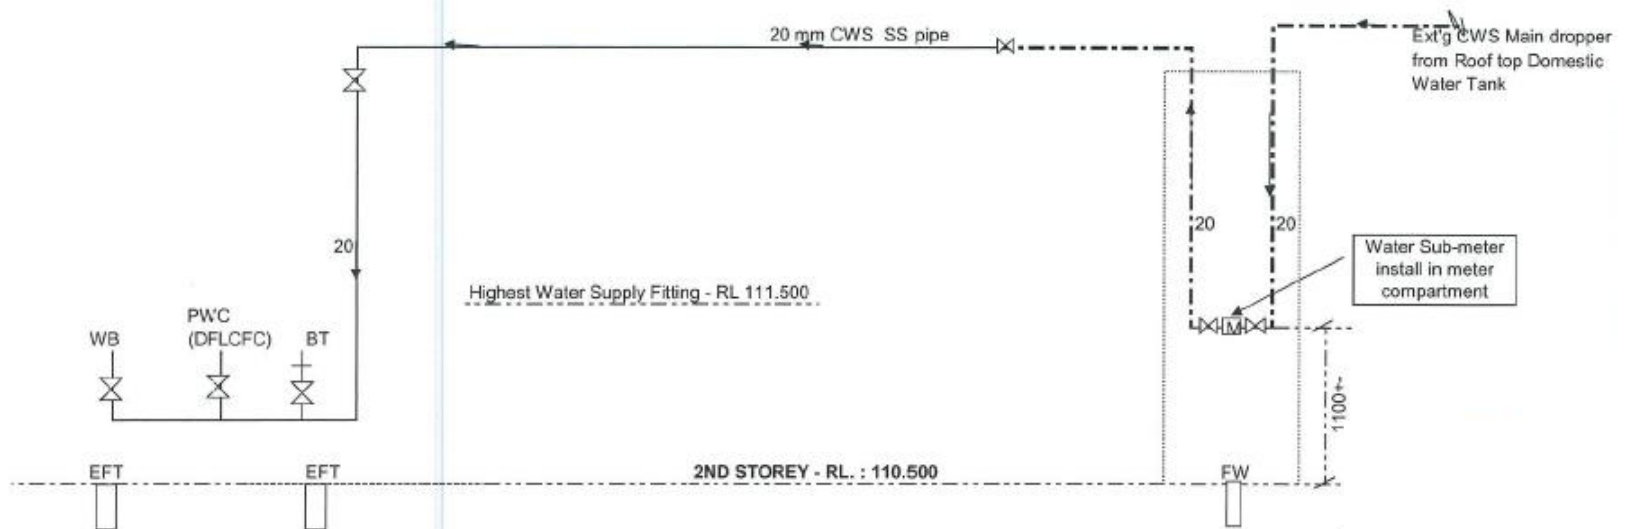 20 mm CWS SS pipe
Ext'g CWS Main dropper
from Roof top Domestic
Water Tank
20
20
20
Water Sub-meter
install in meter
compartment
Highest Water Supply Fitting - RL 111.500
PWC
WB
(DFLCFC)
BT
M
1100+-
EFT
EFT
2ND STOREY - RL. : 110.500
FW